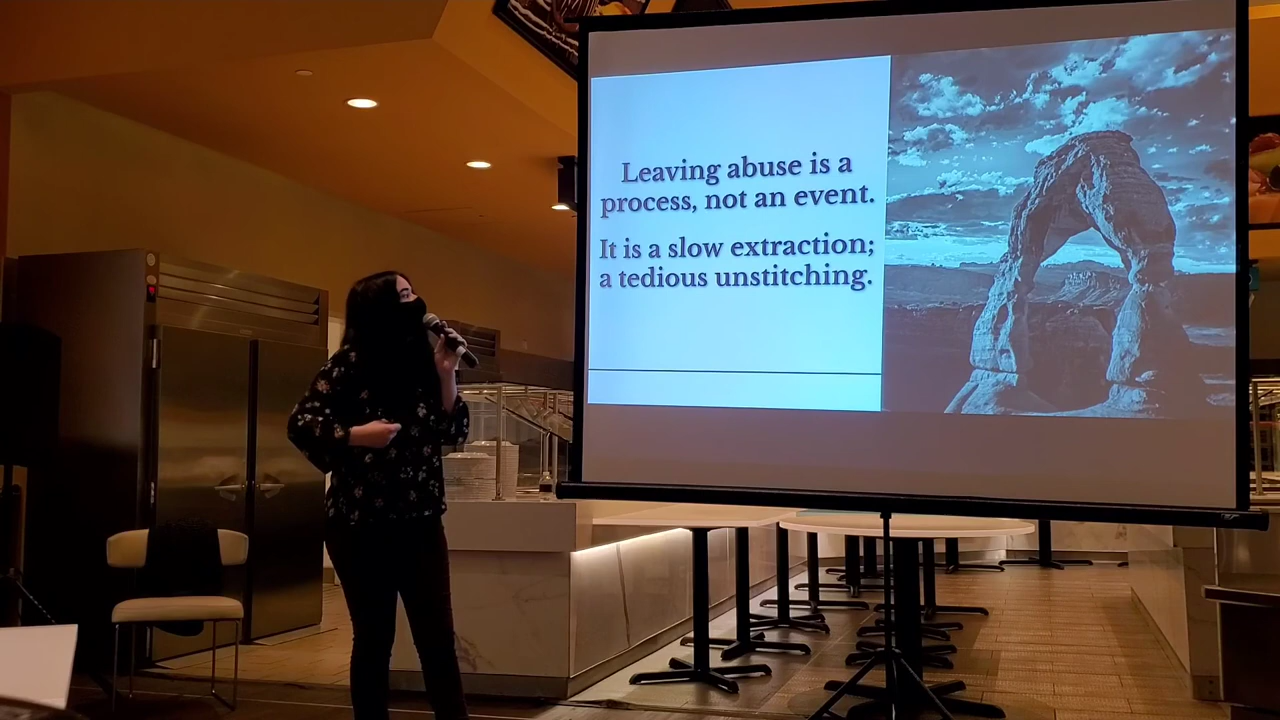 Leaving abuse is a
process, not an event.
It is a slow extraction;
a tedious unstitching.